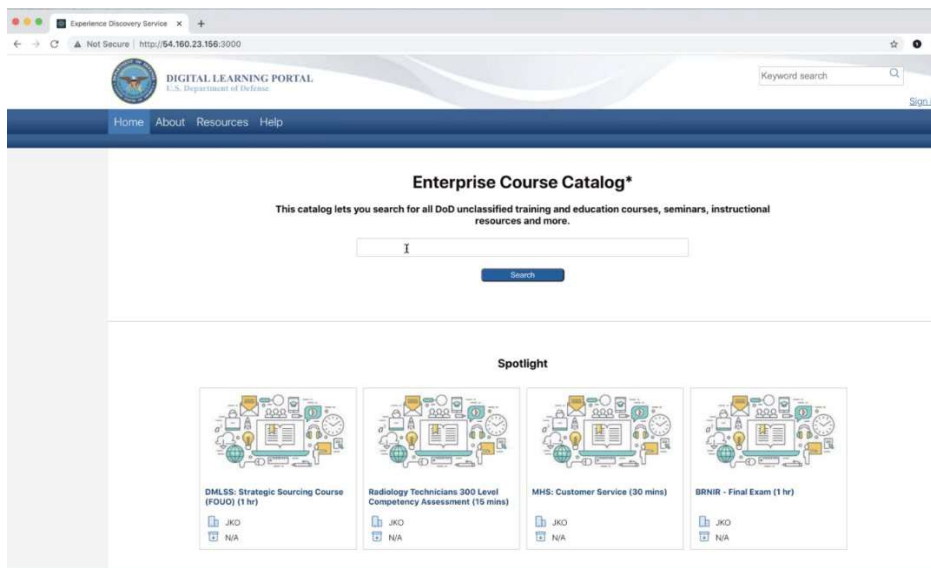 Experience Discovery Service
Not Secure | http://54.160.23.156:3000
DIGITAL LEARNING PORTAL
U.S. Department of Defense
Keyword search
Sign
Home About Resources Help
Enterprise Course Catalog*
This catalog lets you search for all DoD unclassified training and education courses, seminars, instructional
resources and more.
Search
Spotlight
DMLSS: Strategic Sourcing Course
(FOUO) (1 hr)
JKO
N/A
Radiology Technicians 300 Level
Competency Assessment (15 mins)
JKO
N/A
MHS: Customer Service (30 mins)
JKO
N/A
BRNIR - Final Exam (1 hr)
JKO
N/A